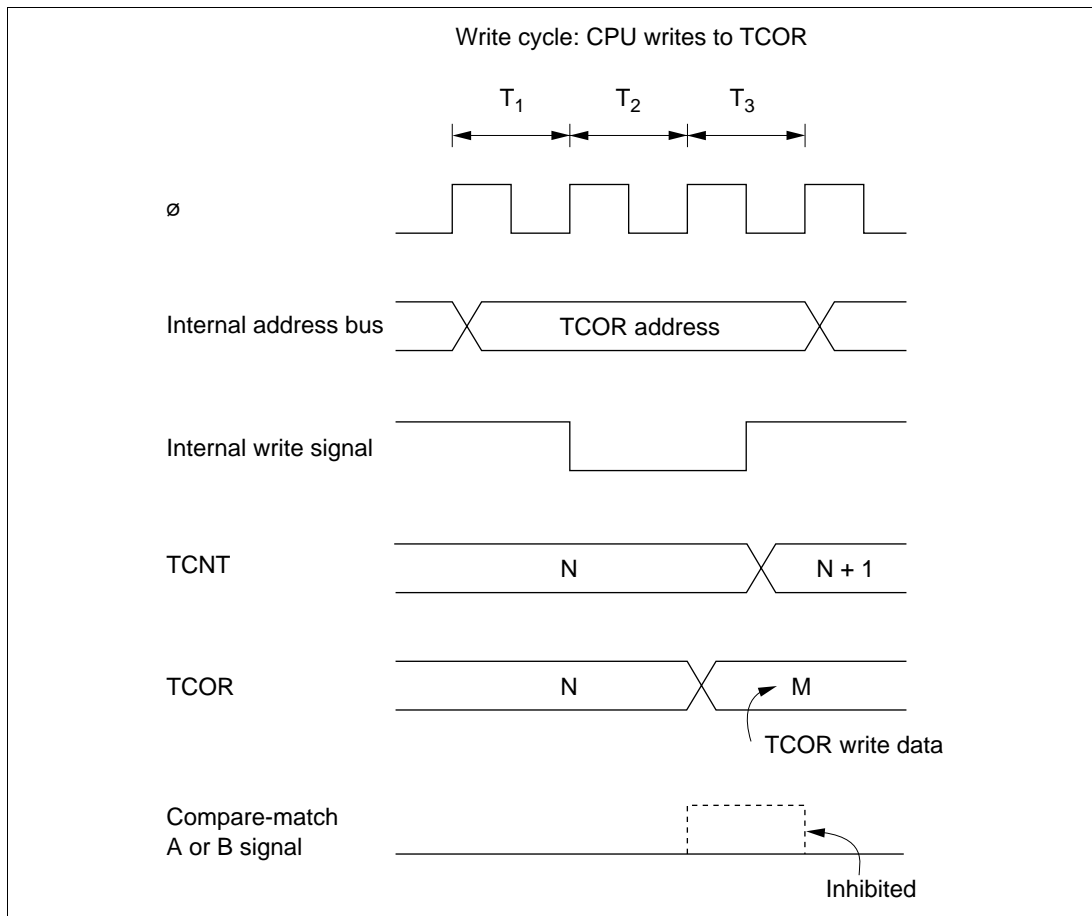 Write cycle: CPU writes to TCOR
T1 T2 T3
ø
Internal address bus
TCOR address
Internal write signal
TCNT
N
N + 1
TCOR
N
M
TCOR write data
Compare-match
A or B signal
Inhibited